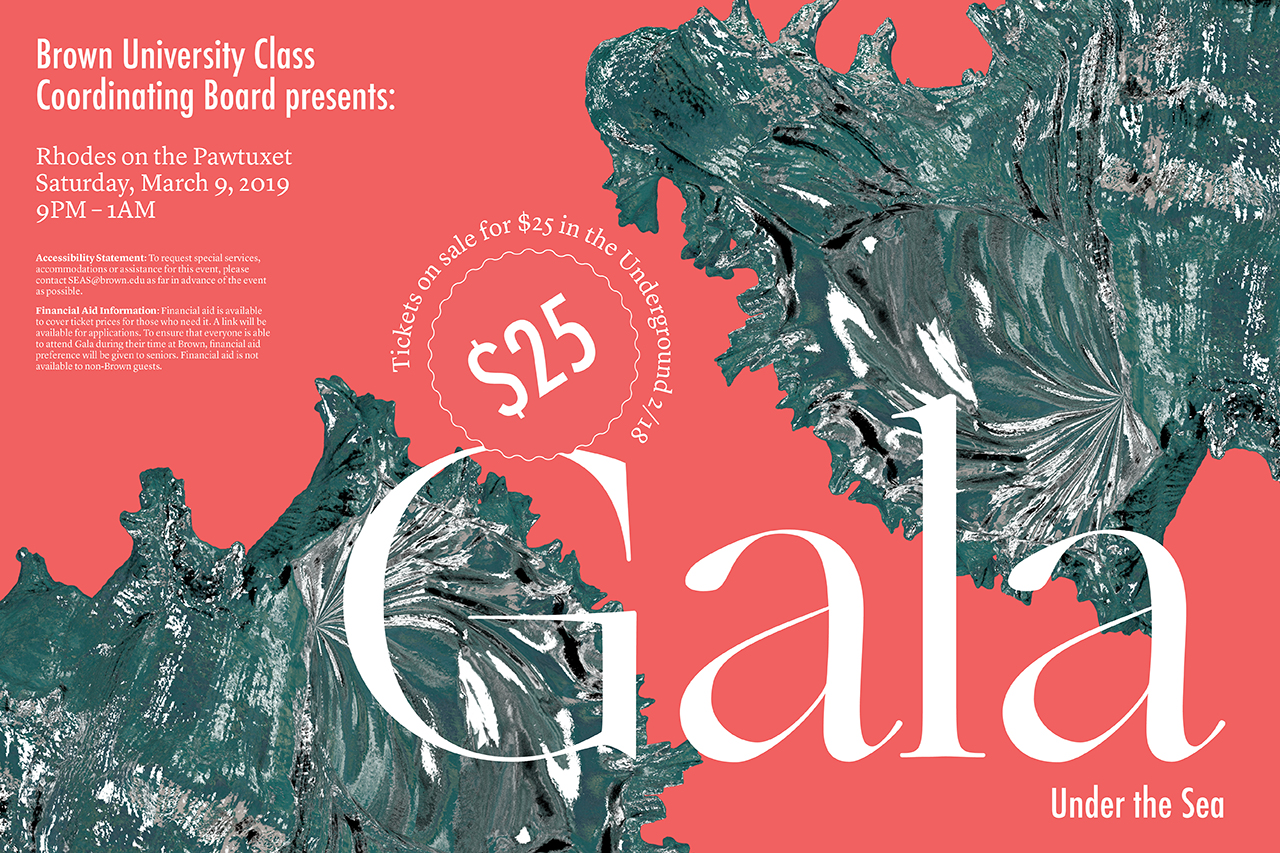 Brown University Class
Coordinating Board presents:
Rhodes on the Pawtuxet
Saturday, March 9, 2019
9PM – 1AM
Accessibility Statement: To request special services,
accommodations or assistance for this event, please
contact SEAS@brown.edu as far in advance of the event
as possible.
Financial Aid Information: Financial aid is available
to cover ticket prices for those who need it. A link will be
available for applications. To ensure that everyone is able
to attend Gala during their time at Brown, financial aid
preference will be given to seniors. Financial aid is not
available to non-Brown guests.
Tickets on sale for $25 in the Underground 2/18
$25
Gala
Under the Sea